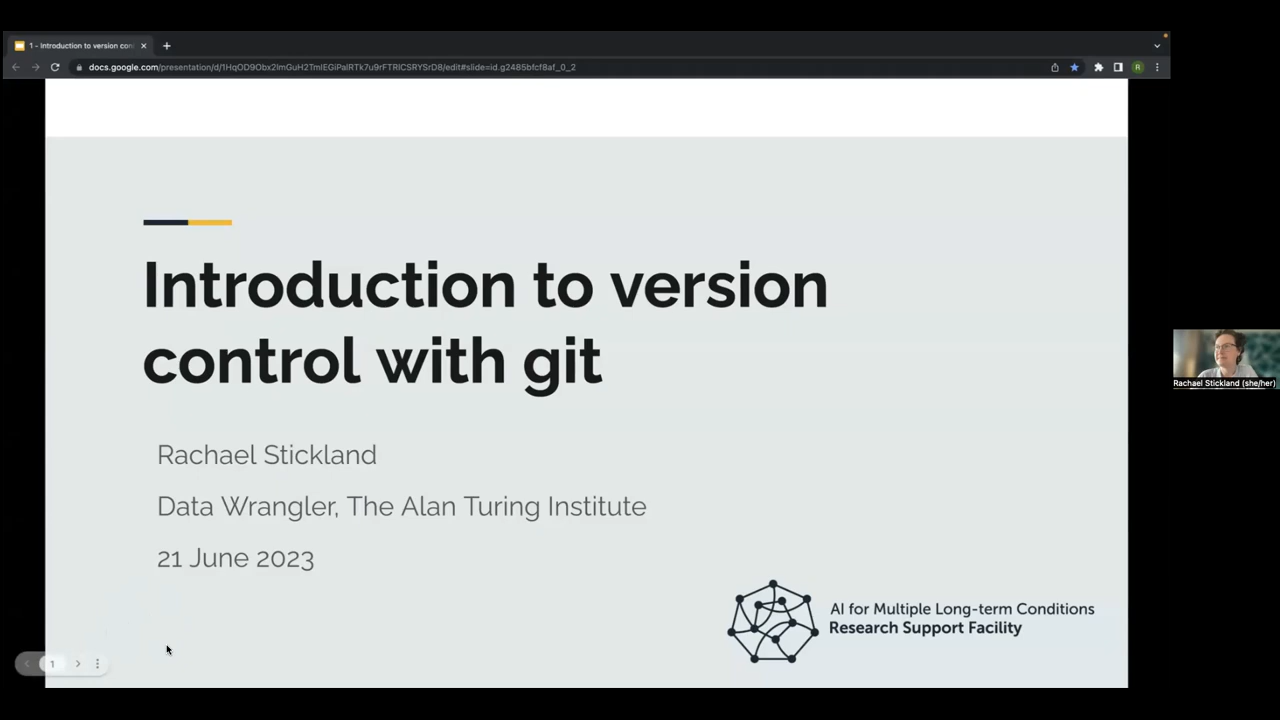 1 - Introduction to version con
docs.google.com/presentation/d/1HqOD9Obx2ImGuH2TmIEGiPalRTk7u9rFTRlCSRYSrD8/edit#slide=id.g2485bfcf8af_0_2
R
Introduction to version
control with git
Rachael Stickland
Data Wrangler, The Alan Turing Institute
21 June 2023
AI for Multiple Long-term Conditions
Research Support Facility
1
Rachael Stickland (she/her)